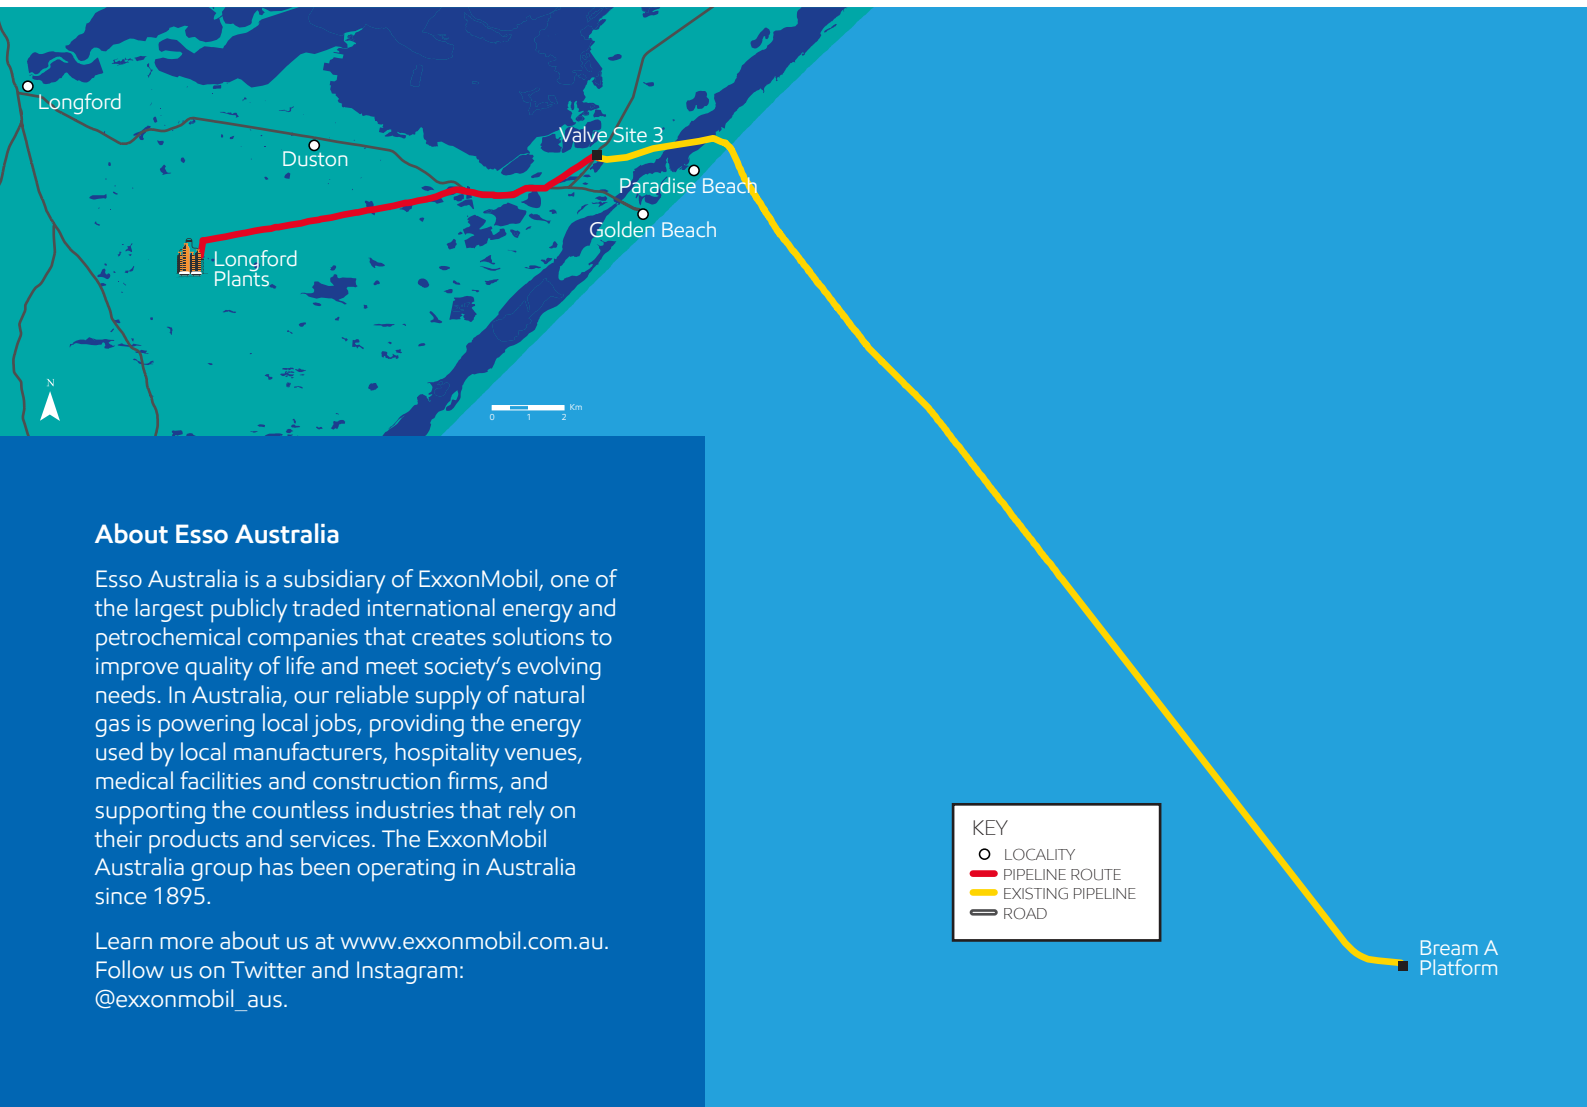 Longford
Duston
Valve Site 3
Paradise Beach
Golden Beach
Longford
Plants
N
Km
0 1 2
About Esso Australia
Esso Australia is a subsidiary of ExxonMobil, one of
the largest publicly traded international energy and
petrochemical companies that creates solutions to
improve quality of life and meet society’s evolving
needs. In Australia, our reliable supply of natural
gas is powering local jobs, providing the energy
used by local manufacturers, hospitality venues,
medical facilities and construction firms, and
supporting the countless industries that rely on
their products and services. The ExxonMobil
Australia group has been operating in Australia
since 1895.
Learn more about us at www.exxonmobil.com.au.
Follow us on Twitter and Instagram:
@exxonmobil_aus.
KEY
LOCALITY
PIPELINE ROUTE
EXISTING PIPELINE
ROAD
Bream A
Platform